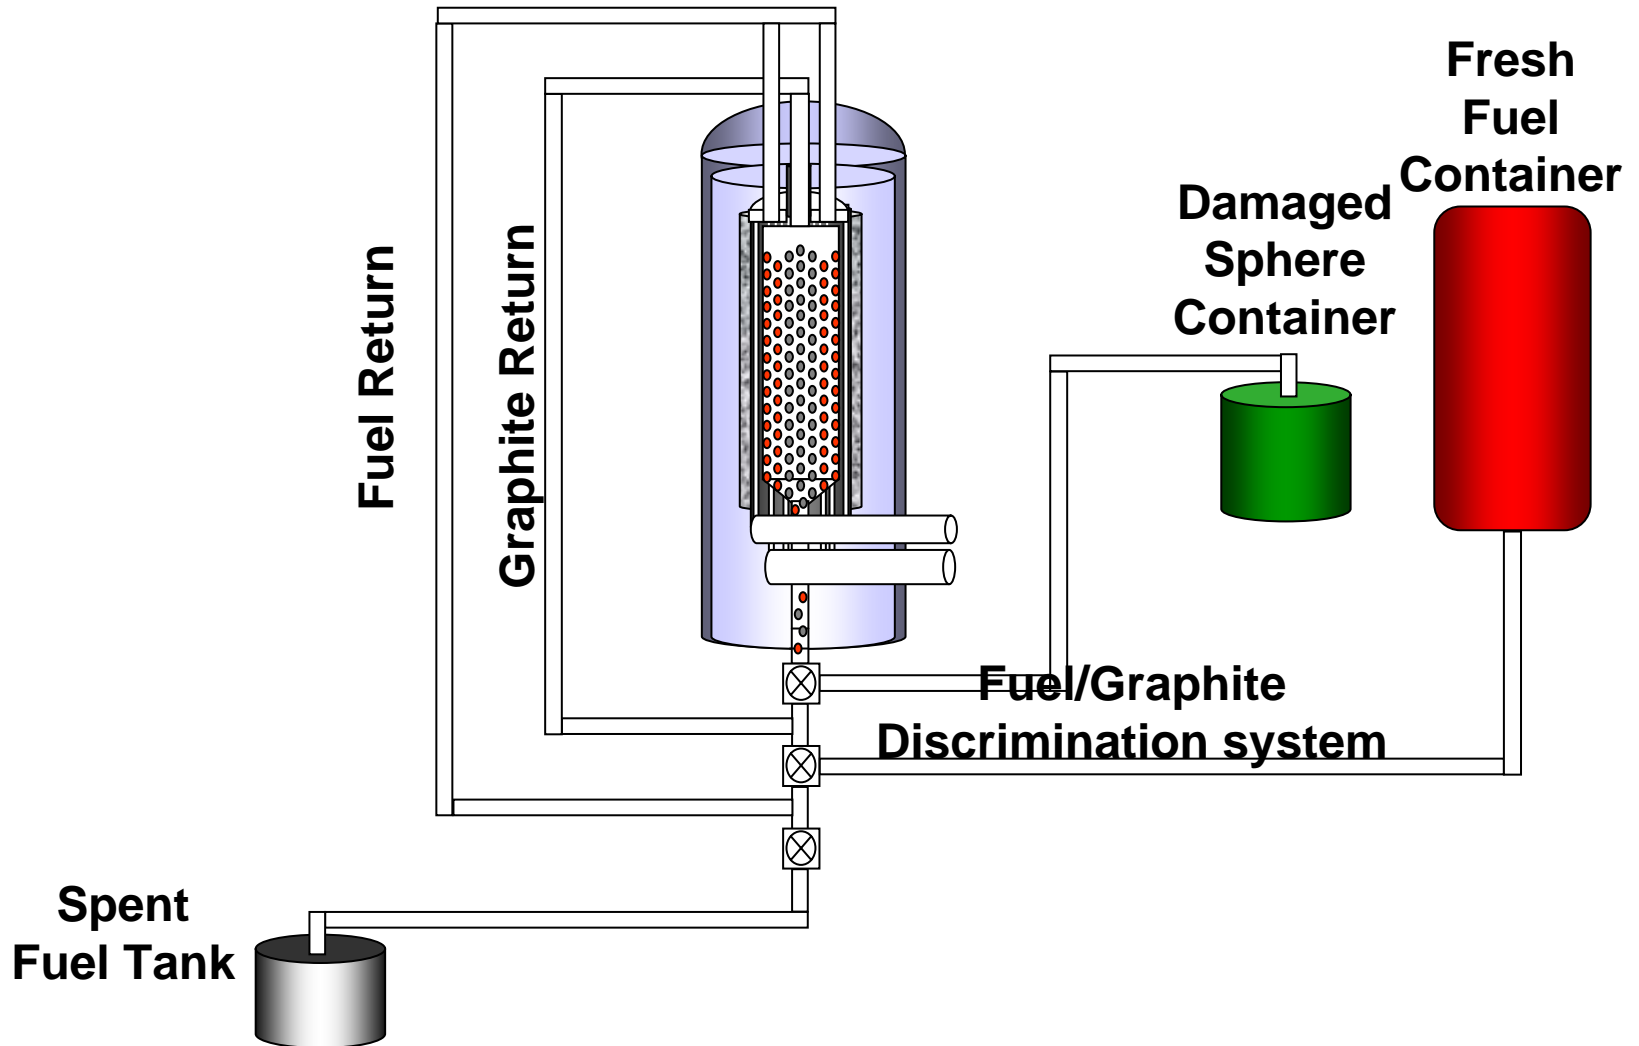 Fresh
Fuel
Container
Damaged
Sphere
Container
Fuel Return
Graphite Return
Fuel/Graphite
Discrimination system
Spent
Fuel Tank